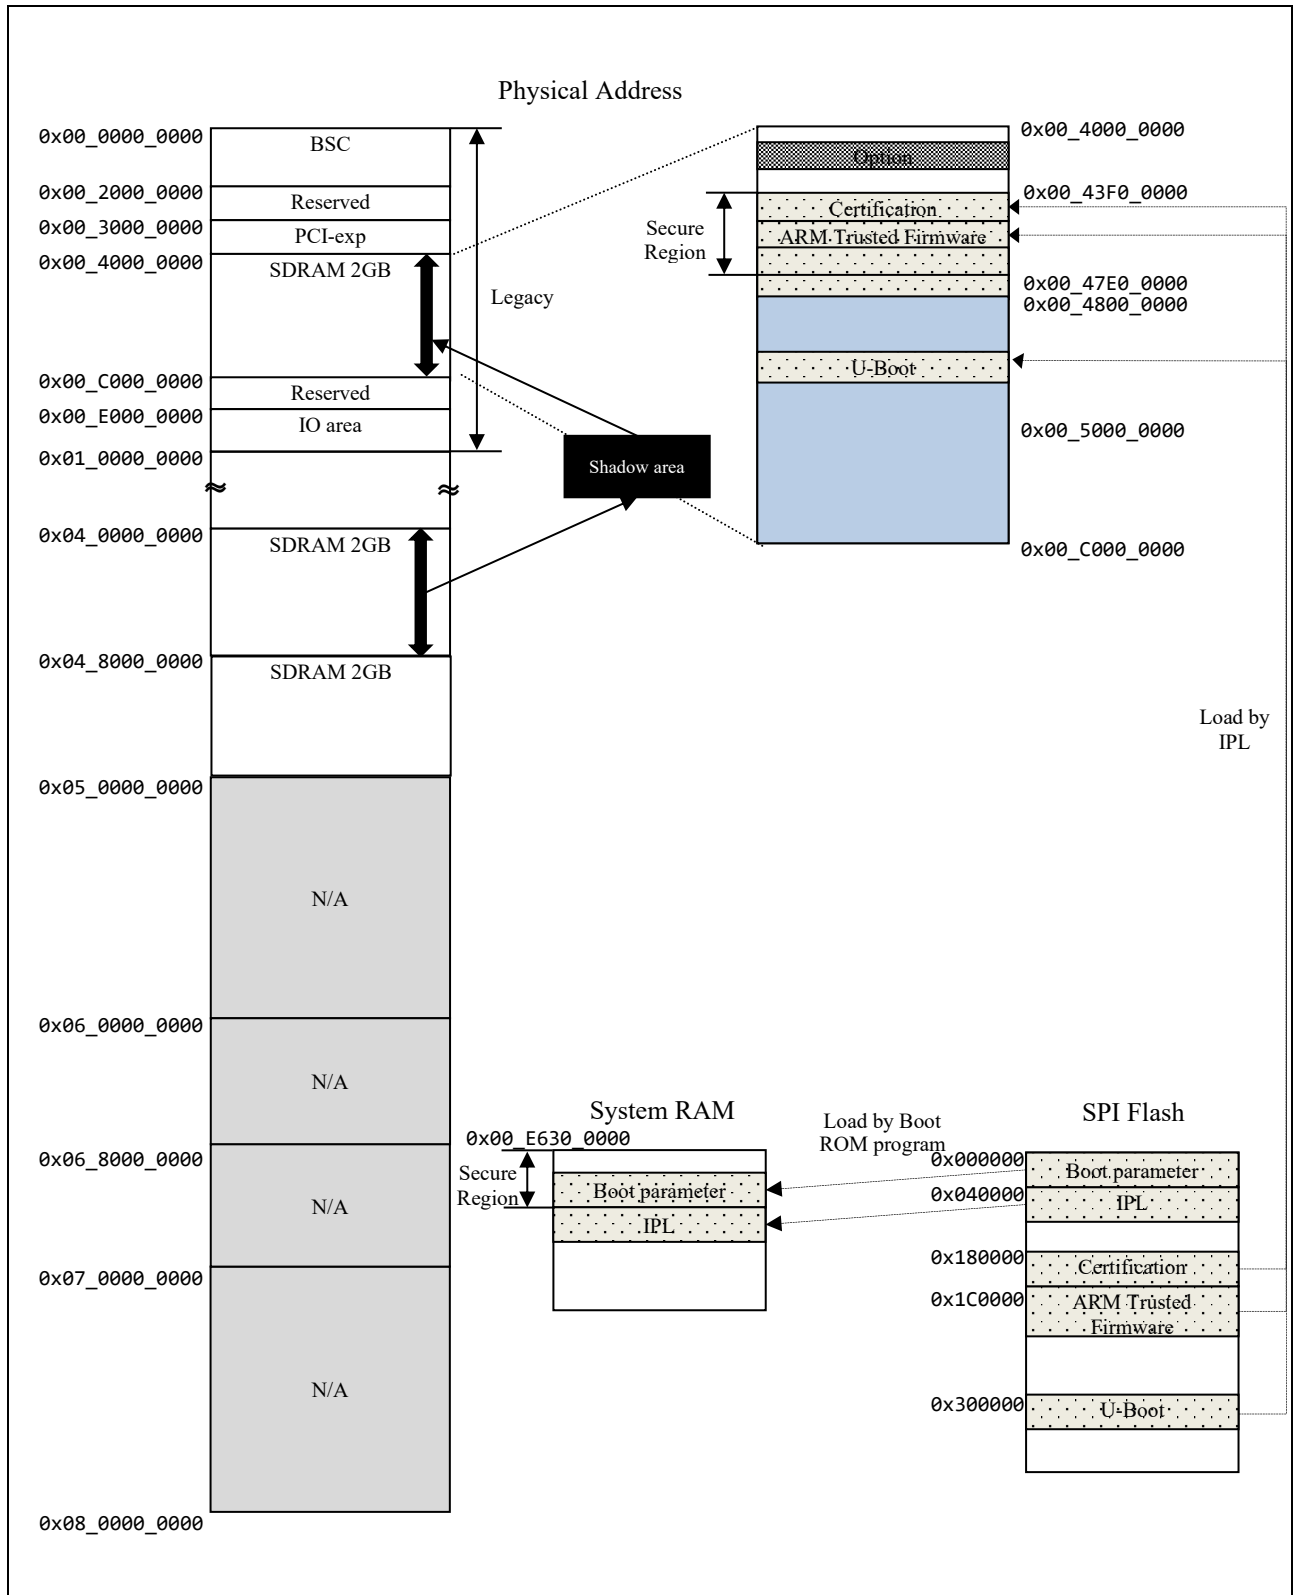 Physical Address
0x00_0000_0000
BSC
0x00_2000_0000
Reserved
0x00_3000_0000
PCI-exp
0x00_4000_0000
SDRAM 2GB
Legacy
0x00_C000_0000
Reserved
0x00_E000_0000
IO area
0x01_0000_0000
≈
≈
0x04_0000_0000
SDRAM 2GB
0x04_8000_0000
SDRAM 2GB
0x05_0000_0000
N/A
0x06_0000_0000
N/A
0x06_8000_0000
N/A
0x07_0000_0000
N/A
0x08_0000_0000
Shadow area
0x00_4000_0000
Option
0x00_43F0_0000
Certification
Secure
Region
ARM Trusted Firmware
0x00_47E0_0000
0x00_4800_0000
U-Boot
0x00_5000_0000
0x00_C000_0000
Load by
IPL
System RAM
0x00_E630_0000
Secure
Region
Boot parameter
IPL
Load by Boot
ROM program
SPI Flash
0x000000
Boot parameter
0x040000
IPL
0x180000
Certification
0x1C0000
ARM Trusted
Firmware
0x300000
U-Boot